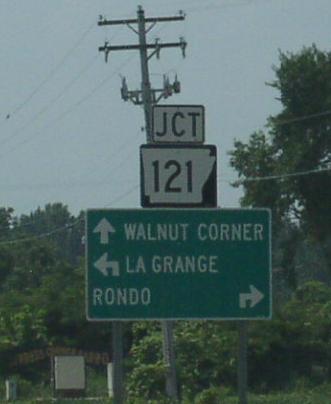 JCT
121
WALNUT CORNER
LA GRANGE
RONDO